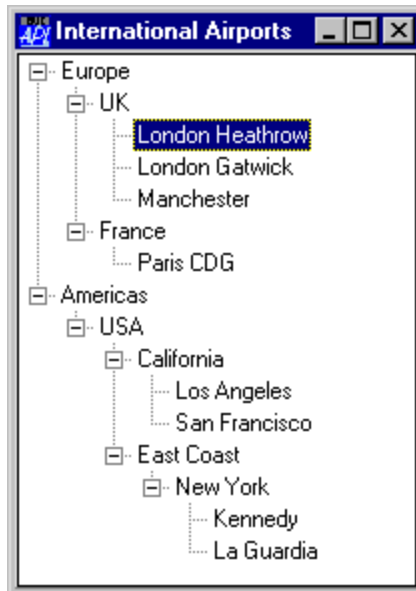 International Airports
Europe
UK
London Heathrow
London Gatwick
Manchester
France
Paris CDG
Americas
USA
California
Los Angeles
San Francisco
East Coast
New York
Kennedy
La Guardia